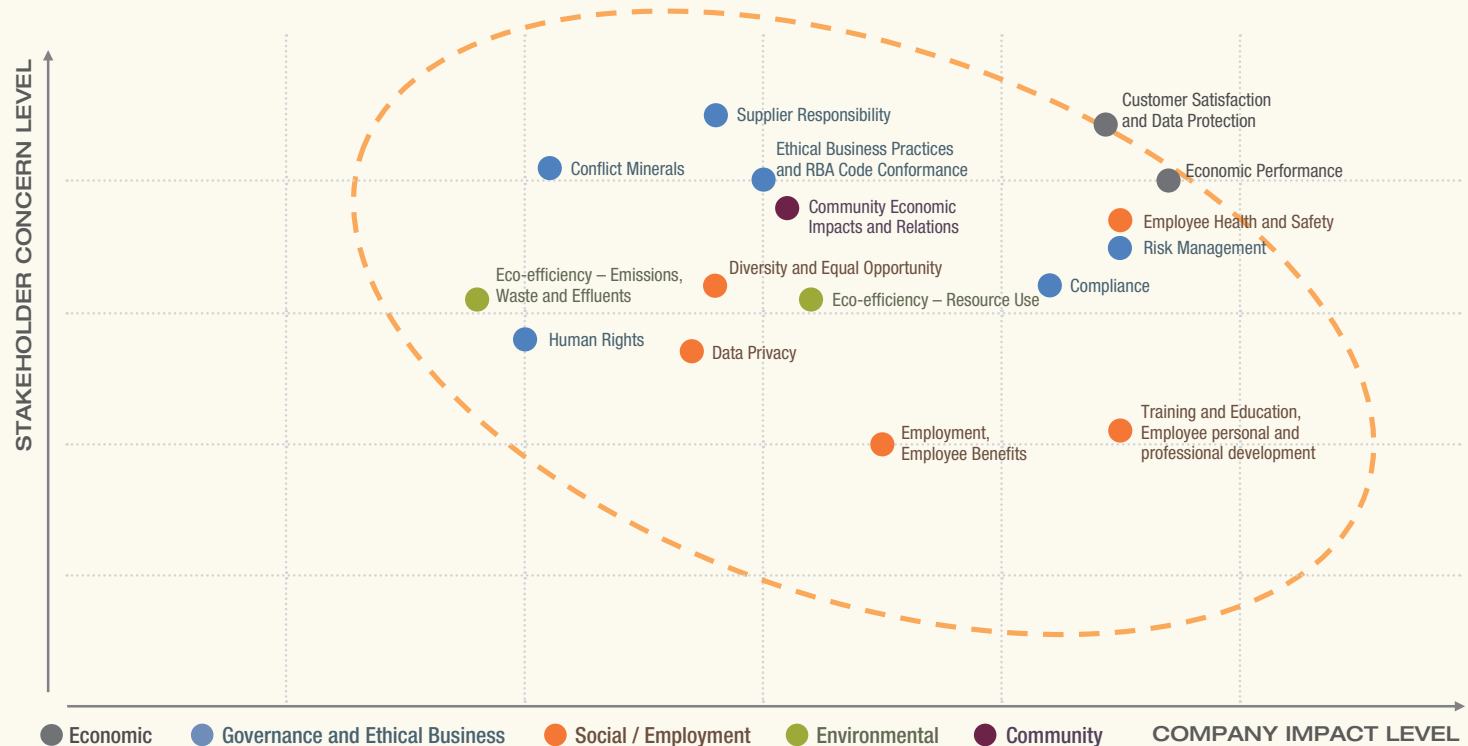 STAKEHOLDER CONCERN LEVEL
Customer Satisfaction
and Data Protection
Supplier Responsibility
Ethical Business Practices
and RBA Code Conformance
Conflict Minerals
Economic Performance
Community Economic
Impacts and Relations
Employee Health and Safety
Risk Management
Diversity and Equal Opportunity
Eco-efficiency – Emissions,
Waste and Effluents
Compliance
Eco-efficiency – Resource Use
Human Rights
Data Privacy
Training and Education,
Employee personal and
professional development
Employment,
Employee Benefits
Economic
Governance and Ethical Business
Social / Employment
Environmental
Community
COMPANY IMPACT LEVEL